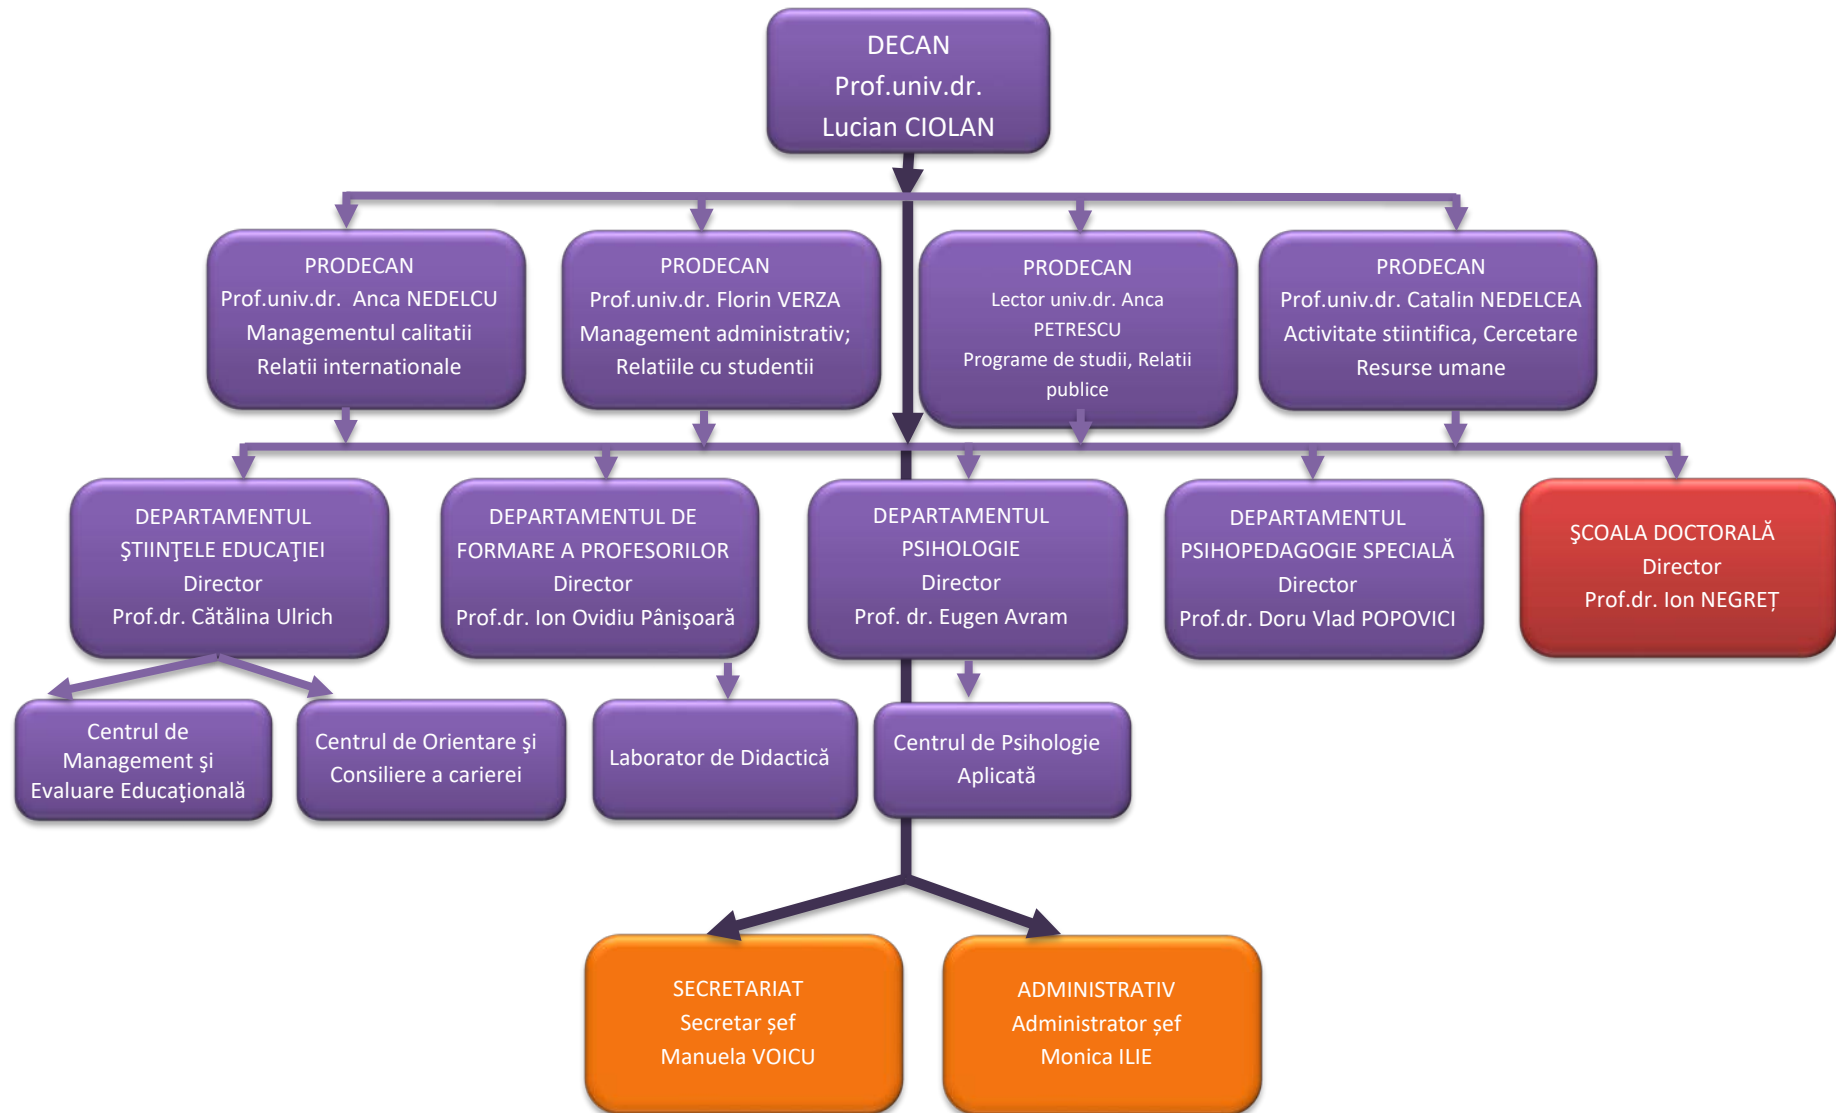 DECAN
Prof.univ.dr.
Lucian CIOLAN
PRODECAN
Prof.univ.dr.  Anca NEDELCU
Managementul calitatii
Relatii internationale
PRODECAN
Prof.univ.dr. Florin VERZA
Management administrativ;
Relatiile cu studentii
PRODECAN
Lector univ.dr. Anca
PETRESCU
Programe de studii, Relatii
publice
PRODECAN
Prof.univ.dr. Catalin NEDELCEA
Activitate stiintifica, Cercetare
Resurse umane
DEPARTAMENTUL
ŞTIINŢELE EDUCAŢIEI
Director
Prof.dr. Cătălina Ulrich
DEPARTAMENTUL DE
FORMARE A PROFESORILOR
Director
Prof.dr. Ion Ovidiu Pânişoară
DEPARTAMENTUL
PSIHOLOGIE
Director
Prof. dr. Eugen Avram
DEPARTAMENTUL
PSIHOPEDAGOGIE SPECIALĂ
Director
Prof.dr. Doru Vlad POPOVICI
ŞCOALA DOCTORALĂ
Director
Prof.dr. Ion NEGREȚ
Centrul de
Management şi
Evaluare Educaţională
Centrul de Orientare şi
Consiliere a carierei
Laborator de Didactică
Centrul de Psihologie
Aplicată
SECRETARIAT
Secretar șef
Manuela VOICU
ADMINISTRATIV
Administrator șef
Monica ILIE